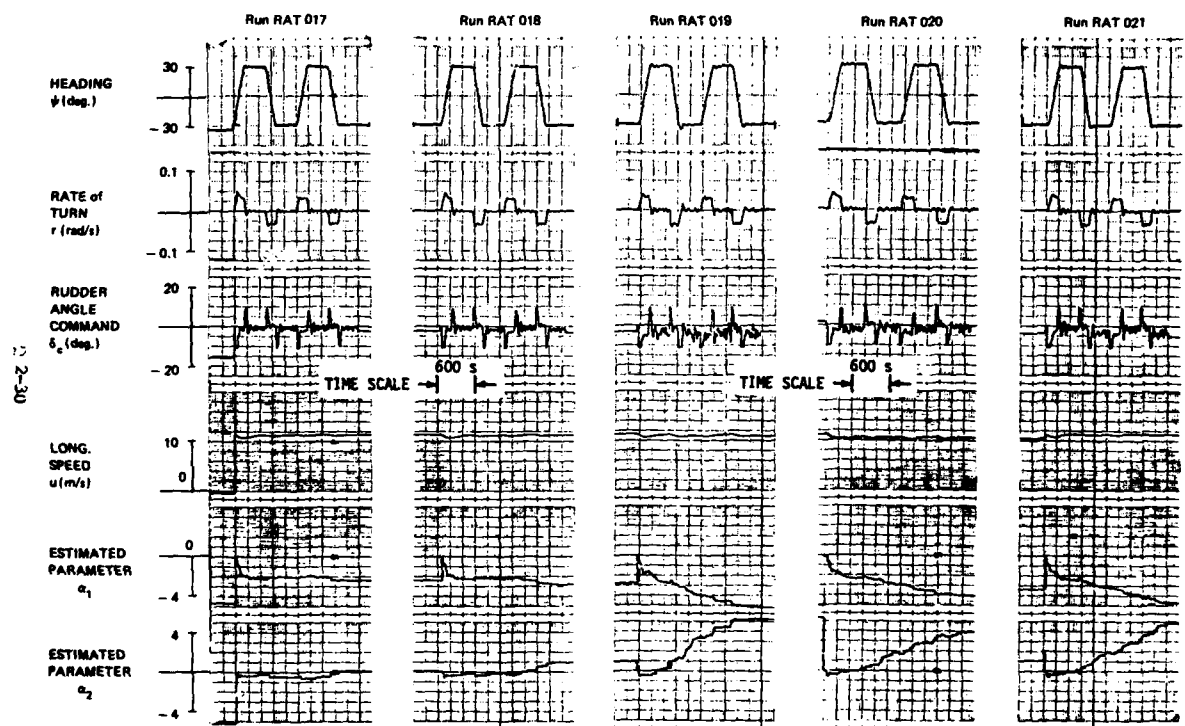 Run RAT 017 Run RAT 018 Run RAT 019 Run RAT 020 Run RAT 021
HEADING
ψ (deg.)
30
-30
RATE of
TURN
r (rad/s)
0.1
-0.1
RUDDER
ANGLE
COMMAND
δc (deg.)
20
-20
TIME SCALE 600 s
TIME SCALE 600 s
LONG.
SPEED
u (m/s)
10
0
ESTIMATED
PARAMETER
α1
0
-4
ESTIMATED
PARAMETER
α2
4
-4
2-30